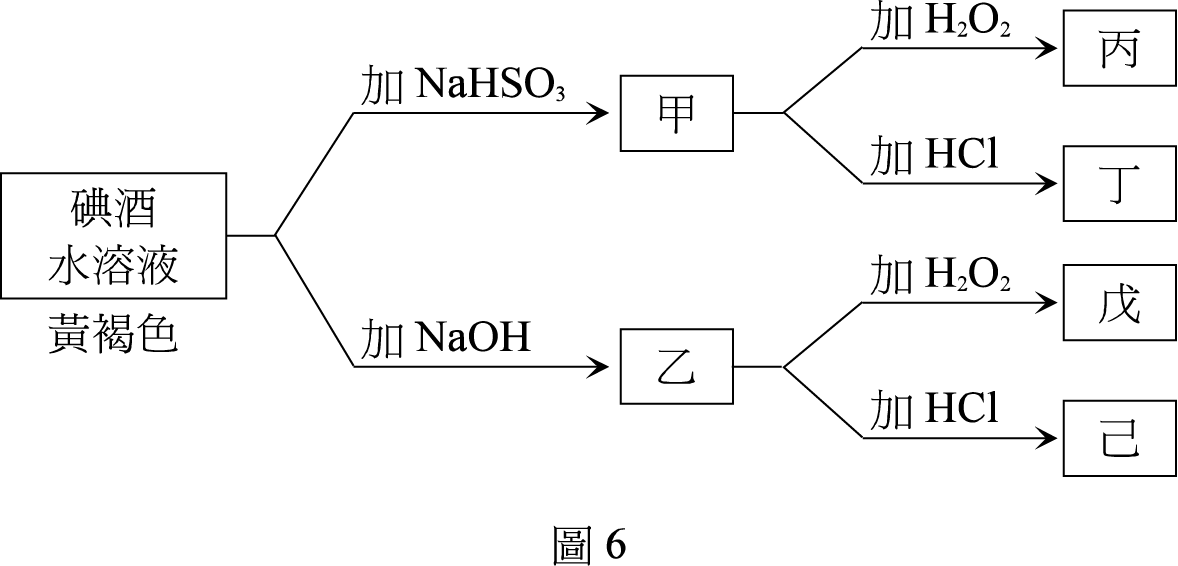 加 H₂O₂
丙
加 NaHSO₃
甲
加 HCl
丁
碘酒
水溶液
黃褐色
加 H₂O₂
戊
加 NaOH
乙
加 HCl
己
圖 6